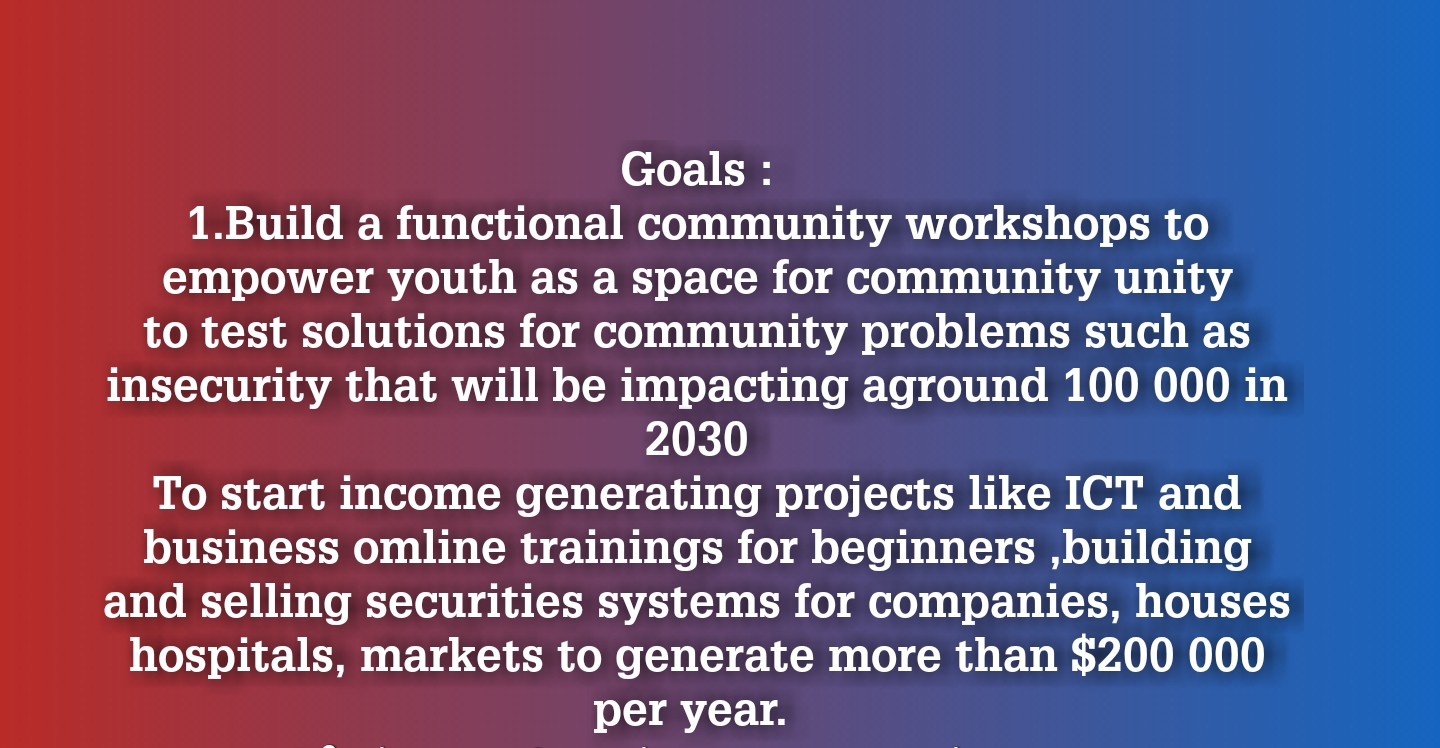 Goals :
1.Build a functional community workshops to
empower youth as a space for community unity
to test solutions for community problems such as
insecurity that will be impacting aground 100 000 in
2030
To start income generating projects like ICT and
business omline trainings for beginners ,building
and selling securities systems for companies, houses
hospitals, markets to generate more than $200 000
per year.